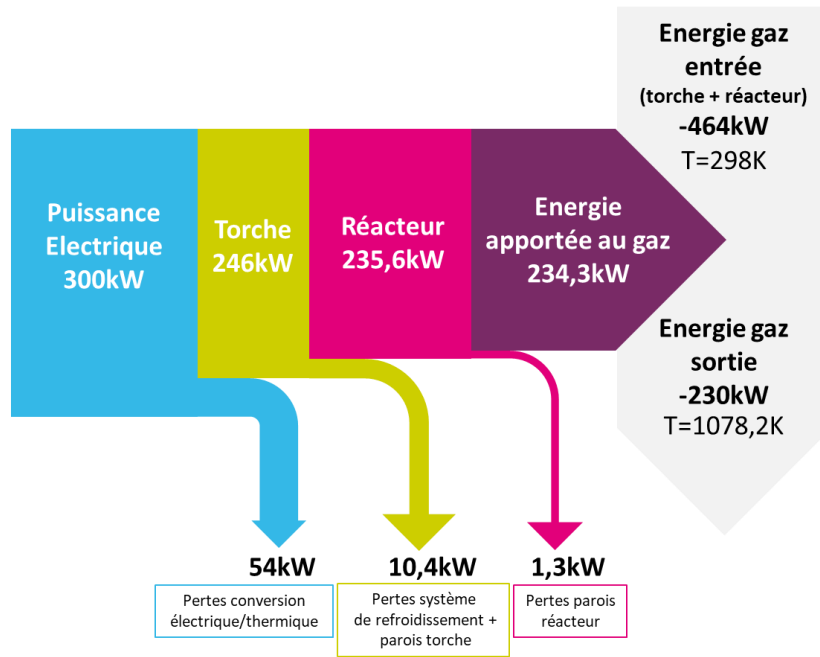 Energie gaz
entrée
(torche + réacteur)
-464kW
T=298K
Puissance
Electrique
300kW
Torche
246kW
Réacteur
235,6kW
Energie
apportée au gaz
234,3kW
Energie gaz
sortie
-230kW
T=1078,2K
54kW
Pertes conversion
électrique/thermique
10,4kW
Pertes système
de refroidissement +
parois torche
1,3kW
Pertes parois
réacteur